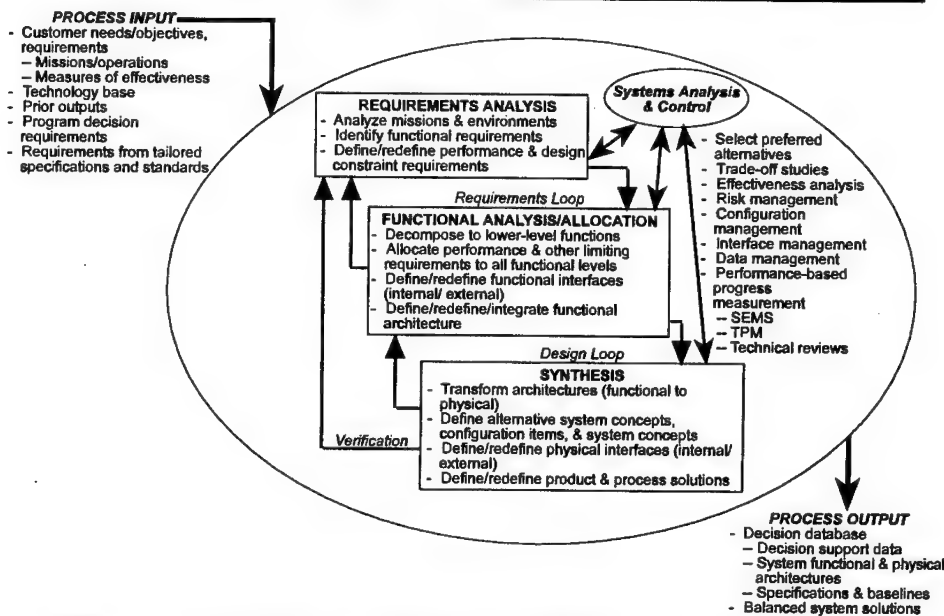 PROCESS INPUT
- Customer needs/objectives,
requirements
– Missions/operations
– Measures of effectiveness
- Technology base
- Prior outputs
- Program decision
requirements
- Requirements from tailored
specifications and standards
REQUIREMENTS ANALYSIS
- Analyze missions & environments
- Identify functional requirements
- Define/redefine performance & design
constraint requirements
Systems Analysis
& Control
- Select preferred
alternatives
- Trade-off studies
- Effectiveness analysis
- Risk management
- Configuration
management
- Interface management
- Data management
- Performance-based
progress
measurement
– SEMS
– TPM
– Technical reviews
Requirements Loop
FUNCTIONAL ANALYSIS/ALLOCATION
- Decompose to lower-level functions
- Allocate performance & other limiting
requirements to all functional levels
- Define/redefine functional interfaces
(internal/ external)
- Define/redefine/integrate functional
architecture
Design Loop
SYNTHESIS
- Transform architectures (functional to
physical)
- Define alternative system concepts,
configuration items, & system concepts
- Define/redefine physical interfaces (internal/
external)
- Define/redefine product & process solutions
Verification
PROCESS OUTPUT
- Decision database
– Decision support data
– System functional & physical
architectures
– Specifications & baselines
- Balanced system solutions